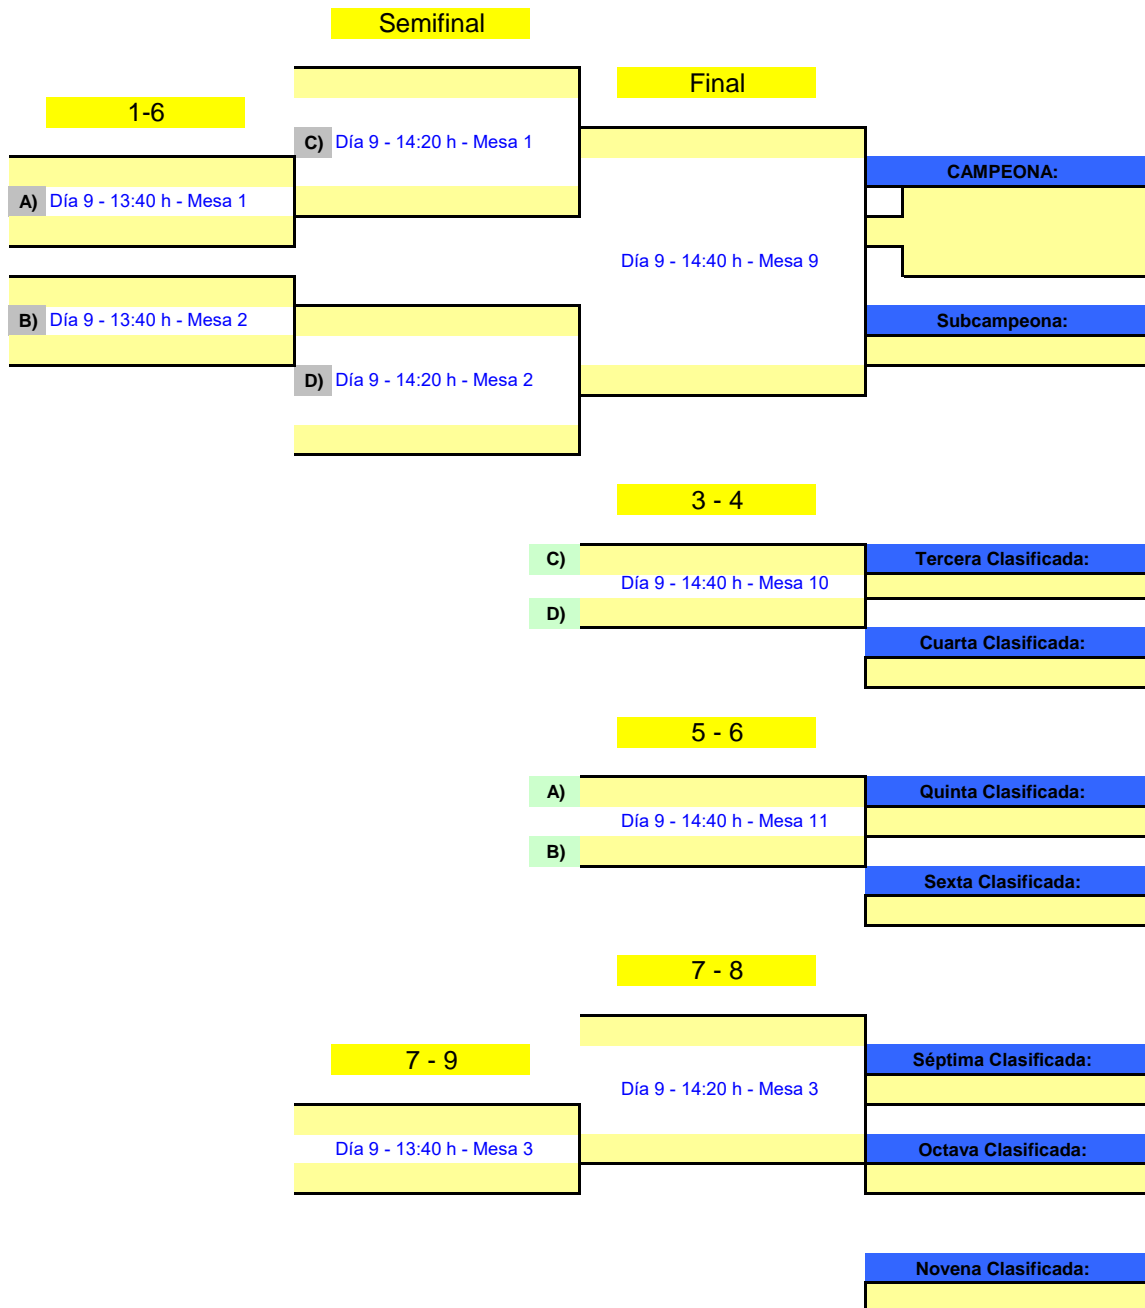 Semifinal
Final
1-6
C) Día 9 - 14:20 h - Mesa 1
CAMPEONA:
A) Día 9 - 13:40 h - Mesa 1
Día 9 - 14:40 h - Mesa 9
B) Día 9 - 13:40 h - Mesa 2
Subcampeona:
D) Día 9 - 14:20 h - Mesa 2
3 - 4
C)
Tercera Clasificada:
Día 9 - 14:40 h - Mesa 10
D)
Cuarta Clasificada:
5 - 6
A)
Quinta Clasificada:
Día 9 - 14:40 h - Mesa 11
B)
Sexta Clasificada:
7 - 8
7 - 9
Séptima Clasificada:
Día 9 - 14:20 h - Mesa 3
Día 9 - 13:40 h - Mesa 3
Octava Clasificada:
Novena Clasificada: